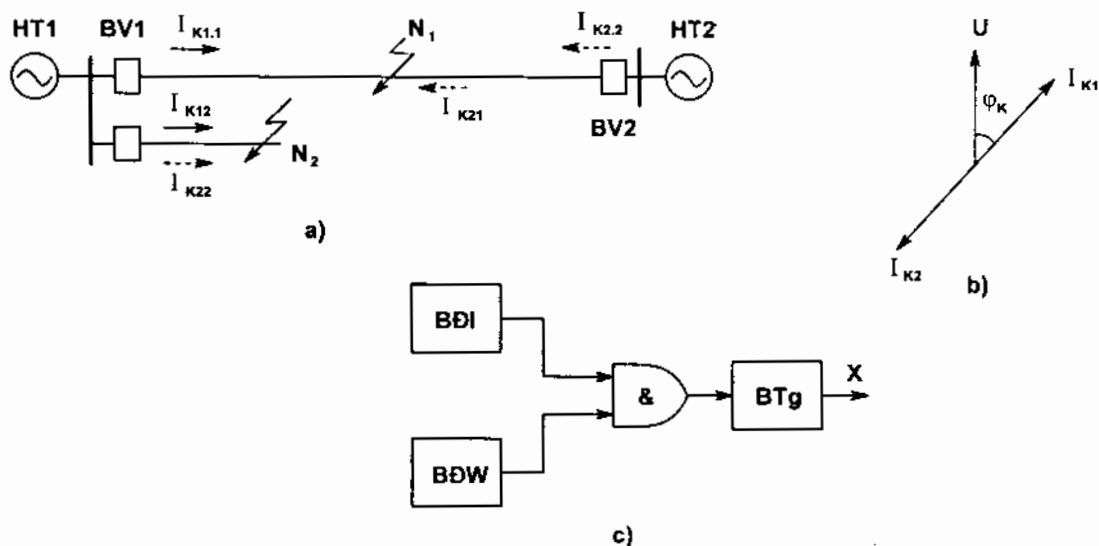 HT1 BV1 I K1.1 N1 I K2.2 HT2
I K21
I K12 BV2
N2
I K22
a)
U
I K1
φK
I K2
b)
BĐI
& BTg X
BĐW
c)